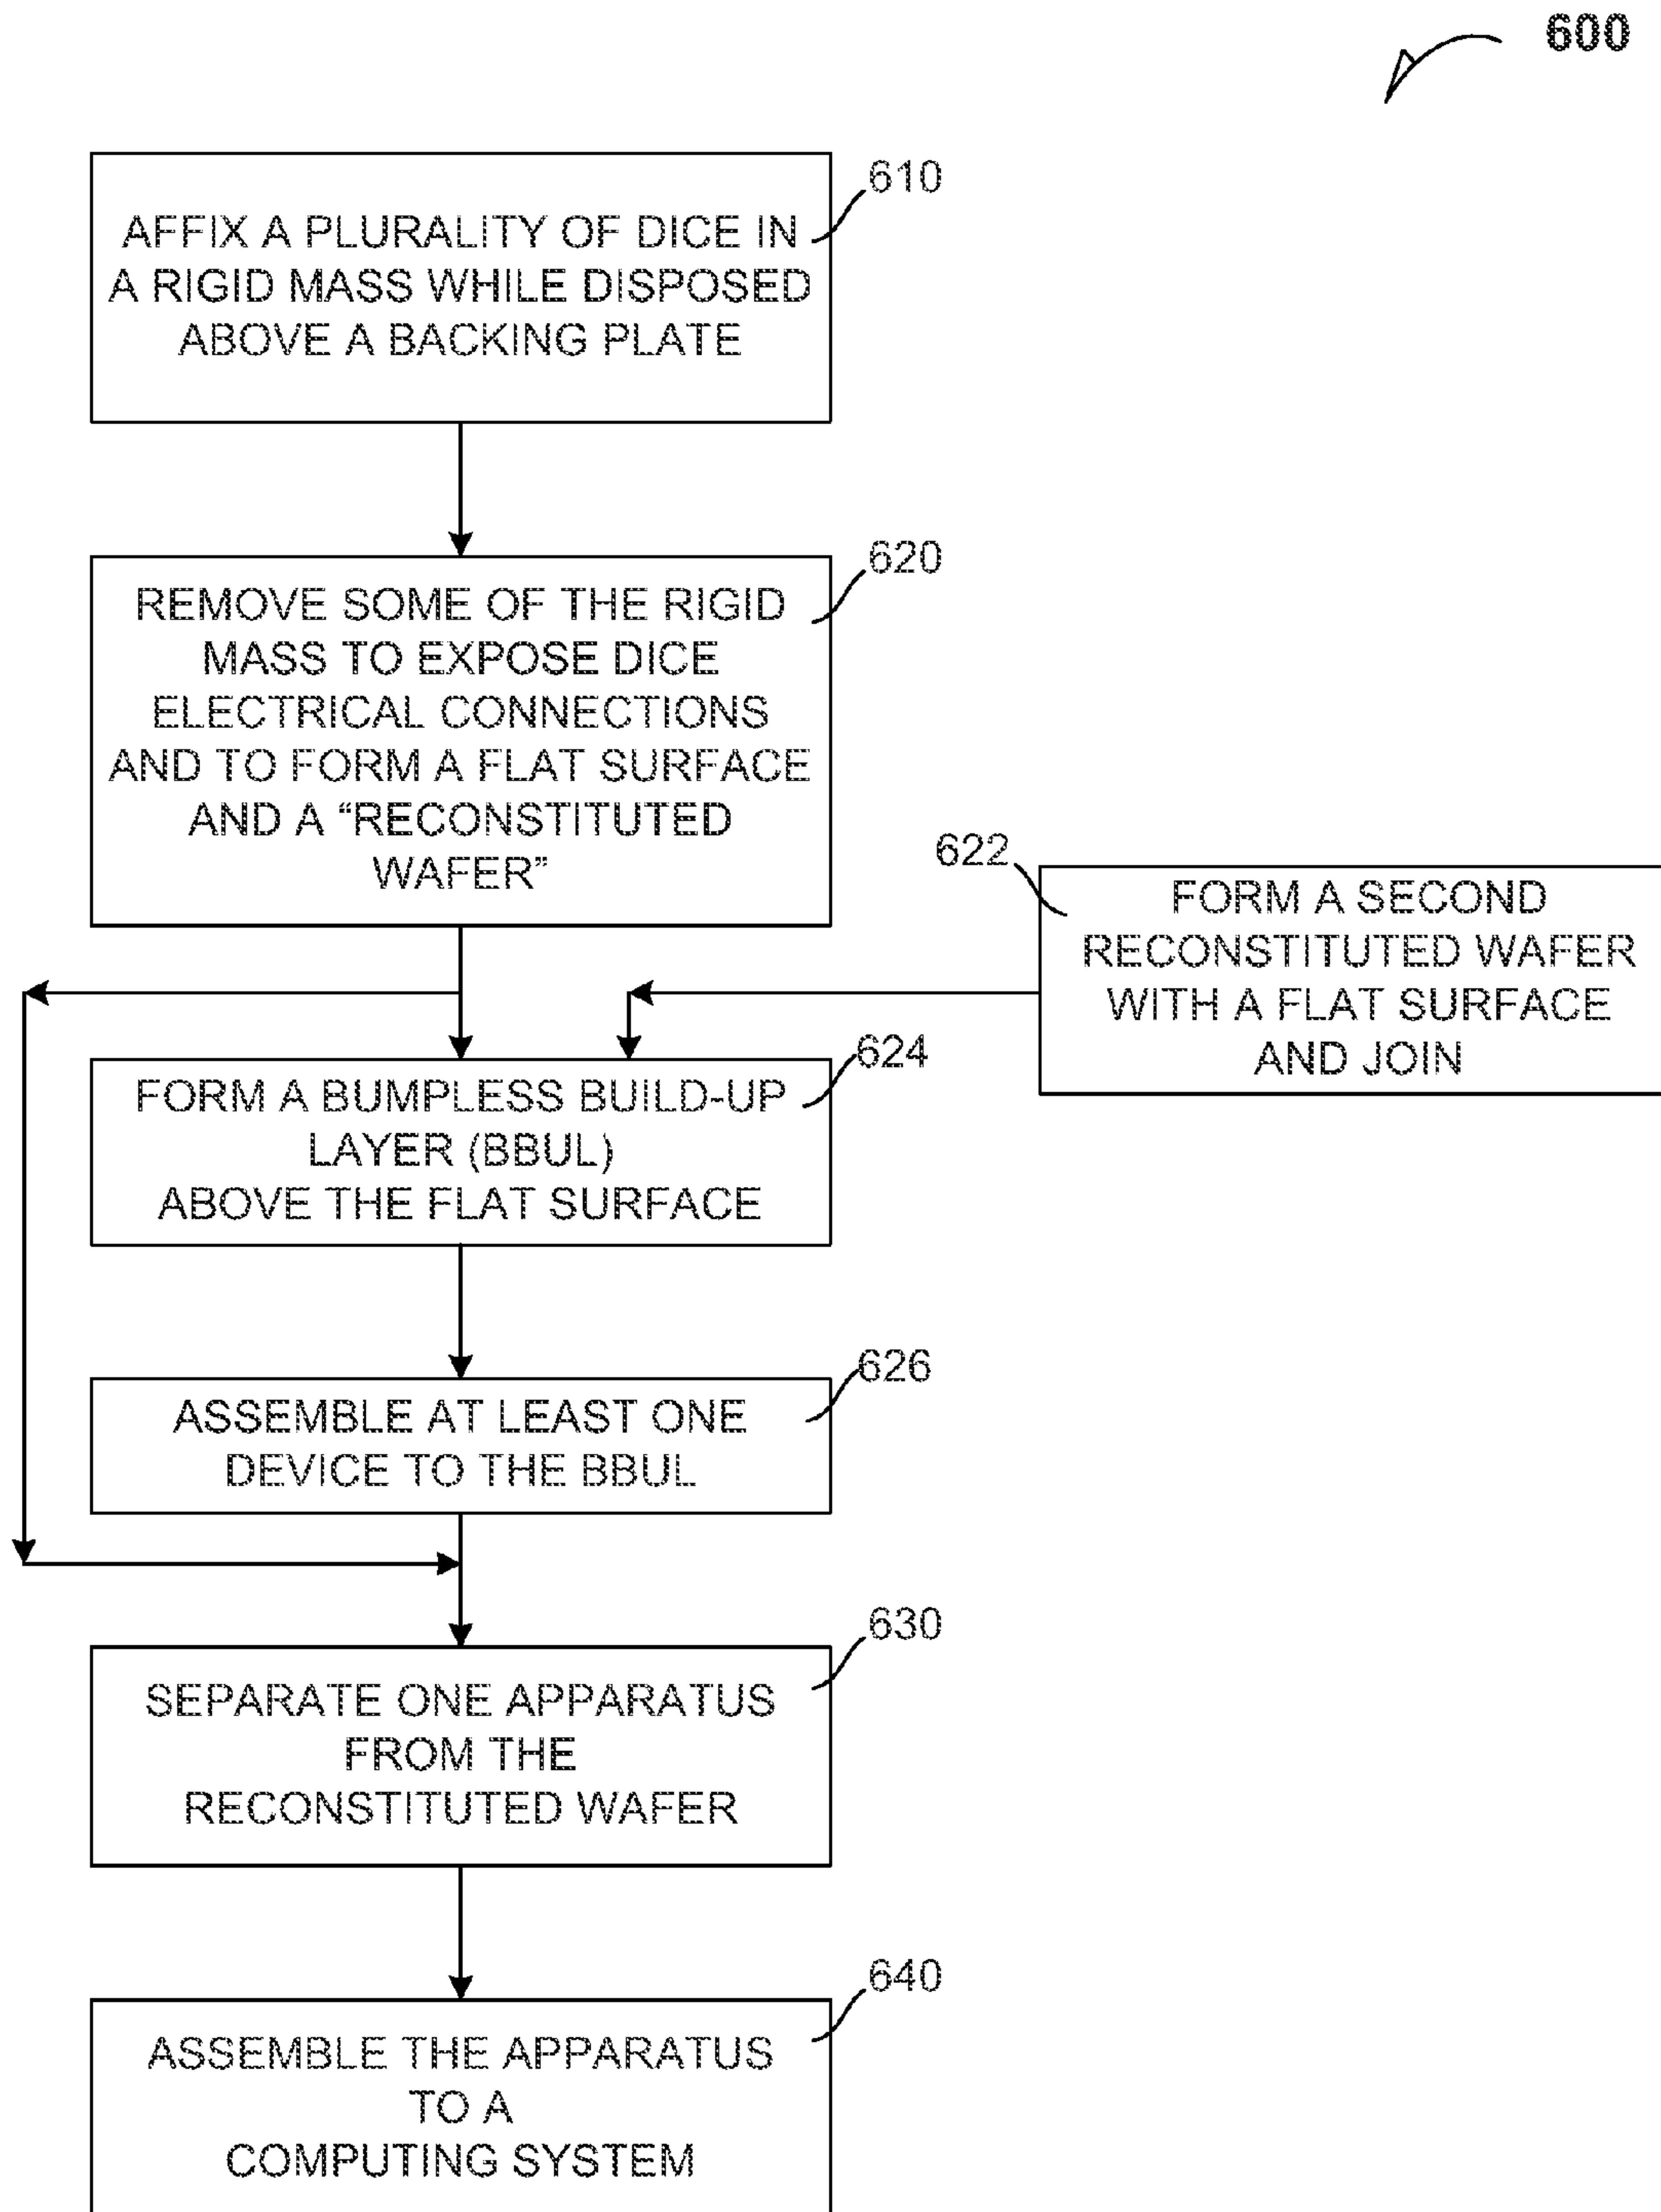 600
610
AFFIX A PLURALITY OF DICE IN
A RIGID MASS WHILE DISPOSED
ABOVE A BACKING PLATE
620
REMOVE SOME OF THE RIGID
MASS TO EXPOSE DICE
ELECTRICAL CONNECTIONS
AND TO FORM A FLAT SURFACE
AND A “RECONSTITUTED
WAFER”
622
FORM A SECOND
RECONSTITUTED WAFER
WITH A FLAT SURFACE
AND JOIN
624
FORM A BUMPLESS BUILD-UP
LAYER (BBUL)
ABOVE THE FLAT SURFACE
626
ASSEMBLE AT LEAST ONE
DEVICE TO THE BBUL
630
SEPARATE ONE APPARATUS
FROM THE
RECONSTITUTED WAFER
640
ASSEMBLE THE APPARATUS
TO A
COMPUTING SYSTEM